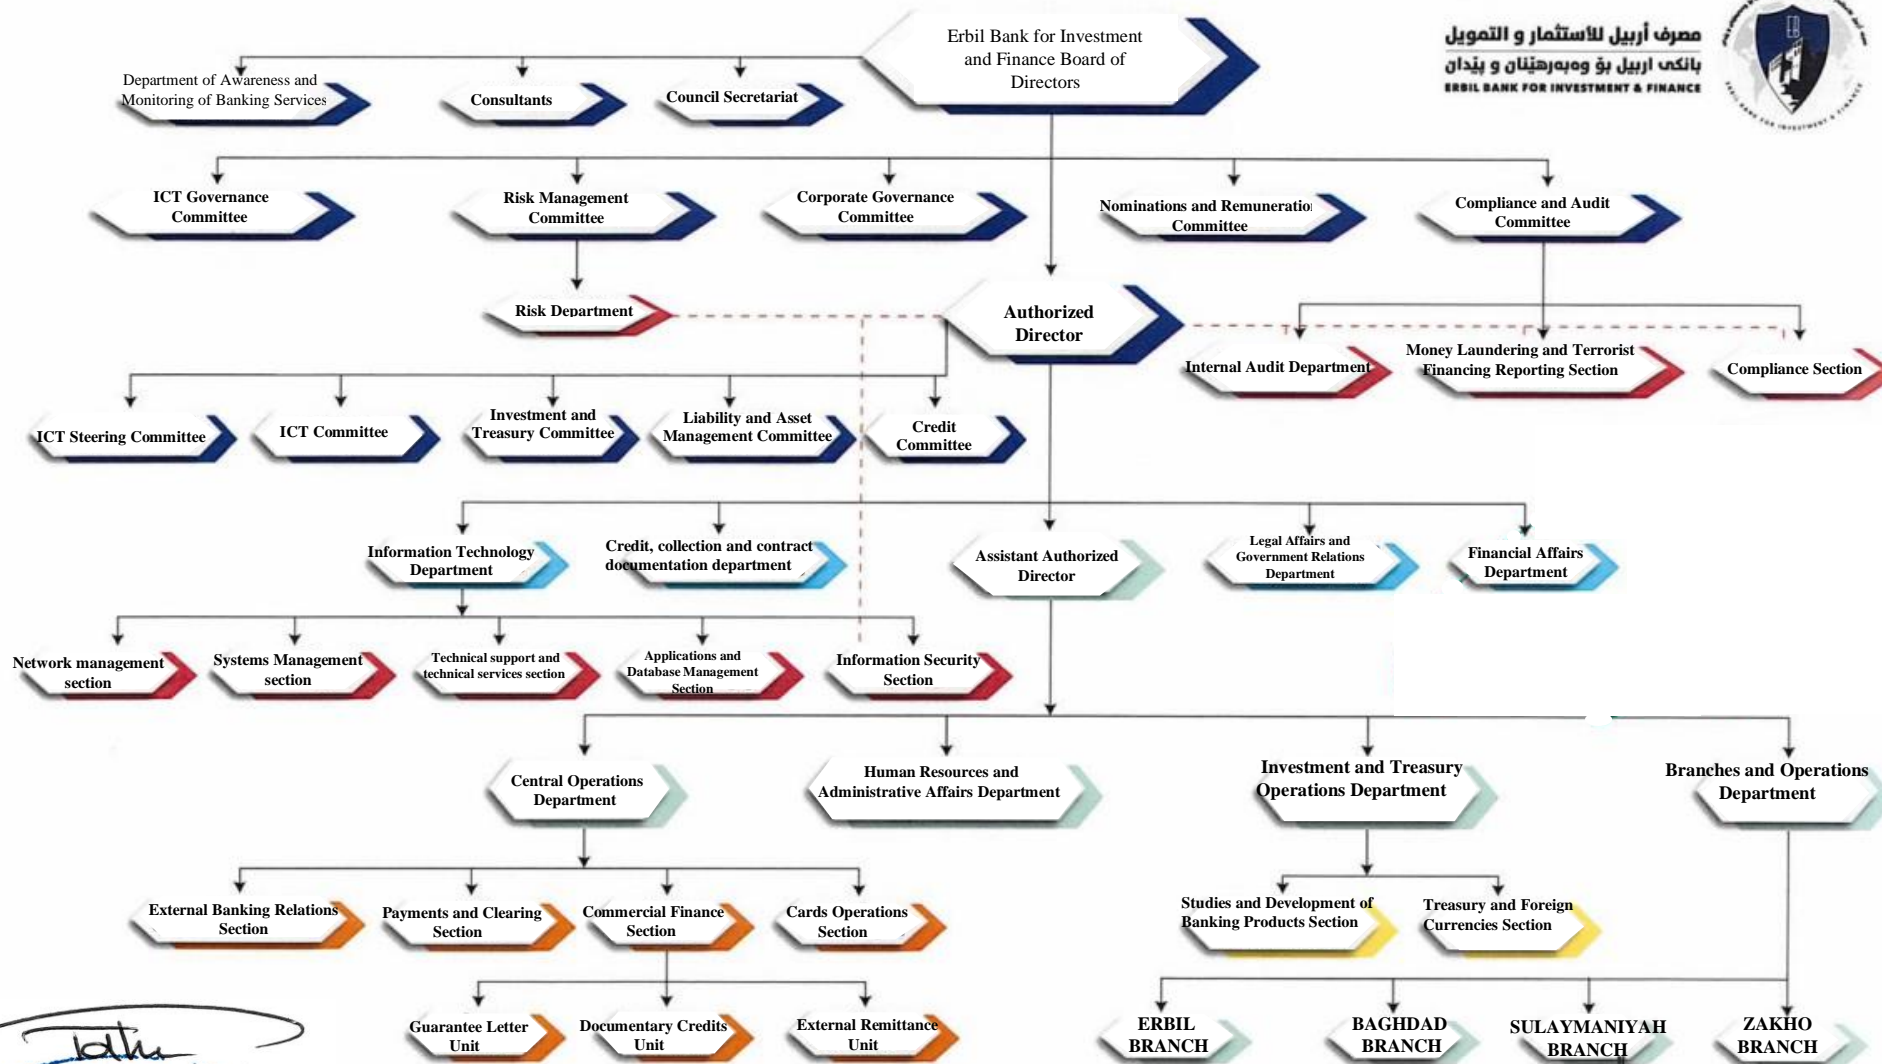 Erbil Bank for Investment
and Finance Board of
Directors
مصرف أربيل للأستثمار و التمويل
بانكى اربيل بۆ وەبەرهێنان و پێدان
ERBIL BANK FOR INVESTMENT & FINANCE
ERBIL BANK FOR INVESTMENT & FINANCE
Department of Awareness and
Monitoring of Banking Services
Consultants
Council Secretariat
ICT Governance
Committee
Risk Management
Committee
Corporate Governance
Committee
Nominations and Remuneratio
Committee
Compliance and Audit
Committee
Risk Department
Authorized
Director
Internal Audit Department
Money Laundering and Terrorist
Financing Reporting Section
Compliance Section
ICT Steering Committee
ICT Committee
Investment and
Treasury Committee
Liability and Asset
Management Committee
Credit
Committee
Information Technology
Department
Credit, collection and contract
documentation department
Assistant Authorized
Director
Legal Affairs and
Government Relations
Department
Financial Affairs
Department
Network management
section
Systems Management
section
Technical support and
technical services section
Applications and
Database Management
Section
Information Security
Section
Central Operations
Department
Human Resources and
Administrative Affairs Department
Investment and Treasury
Operations Department
Branches and Operations
Department
External Banking Relations
Section
Payments and Clearing
Section
Commercial Finance
Section
Cards Operations
Section
Studies and Development of
Banking Products Section
Treasury and Foreign
Currencies Section
Guarantee Letter
Unit
Documentary Credits
Unit
External Remittance
Unit
ERBIL
BRANCH
BAGHDAD
BRANCH
SULAYMANIYAH
BRANCH
ZAKHO
BRANCH